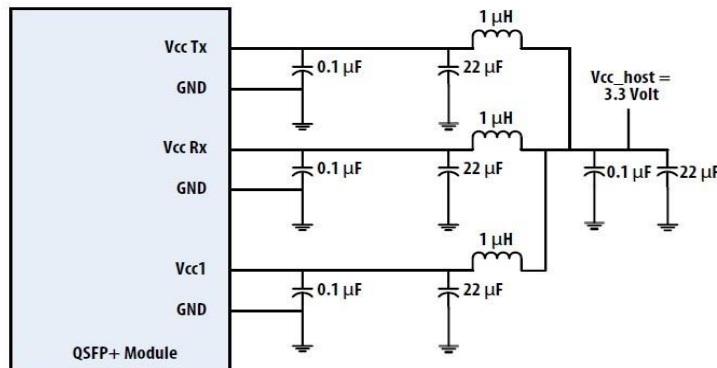 1 µH
Vcc Tx
0.1 µF
22 µF
GND
Vcc_host =
3.3 Volt
1 µH
Vcc Rx
0.1 µF
22 µF
0.1 µF
22 µF
GND
1 µH
Vcc1
0.1 µF
22 µF
GND
QSFP+ Module